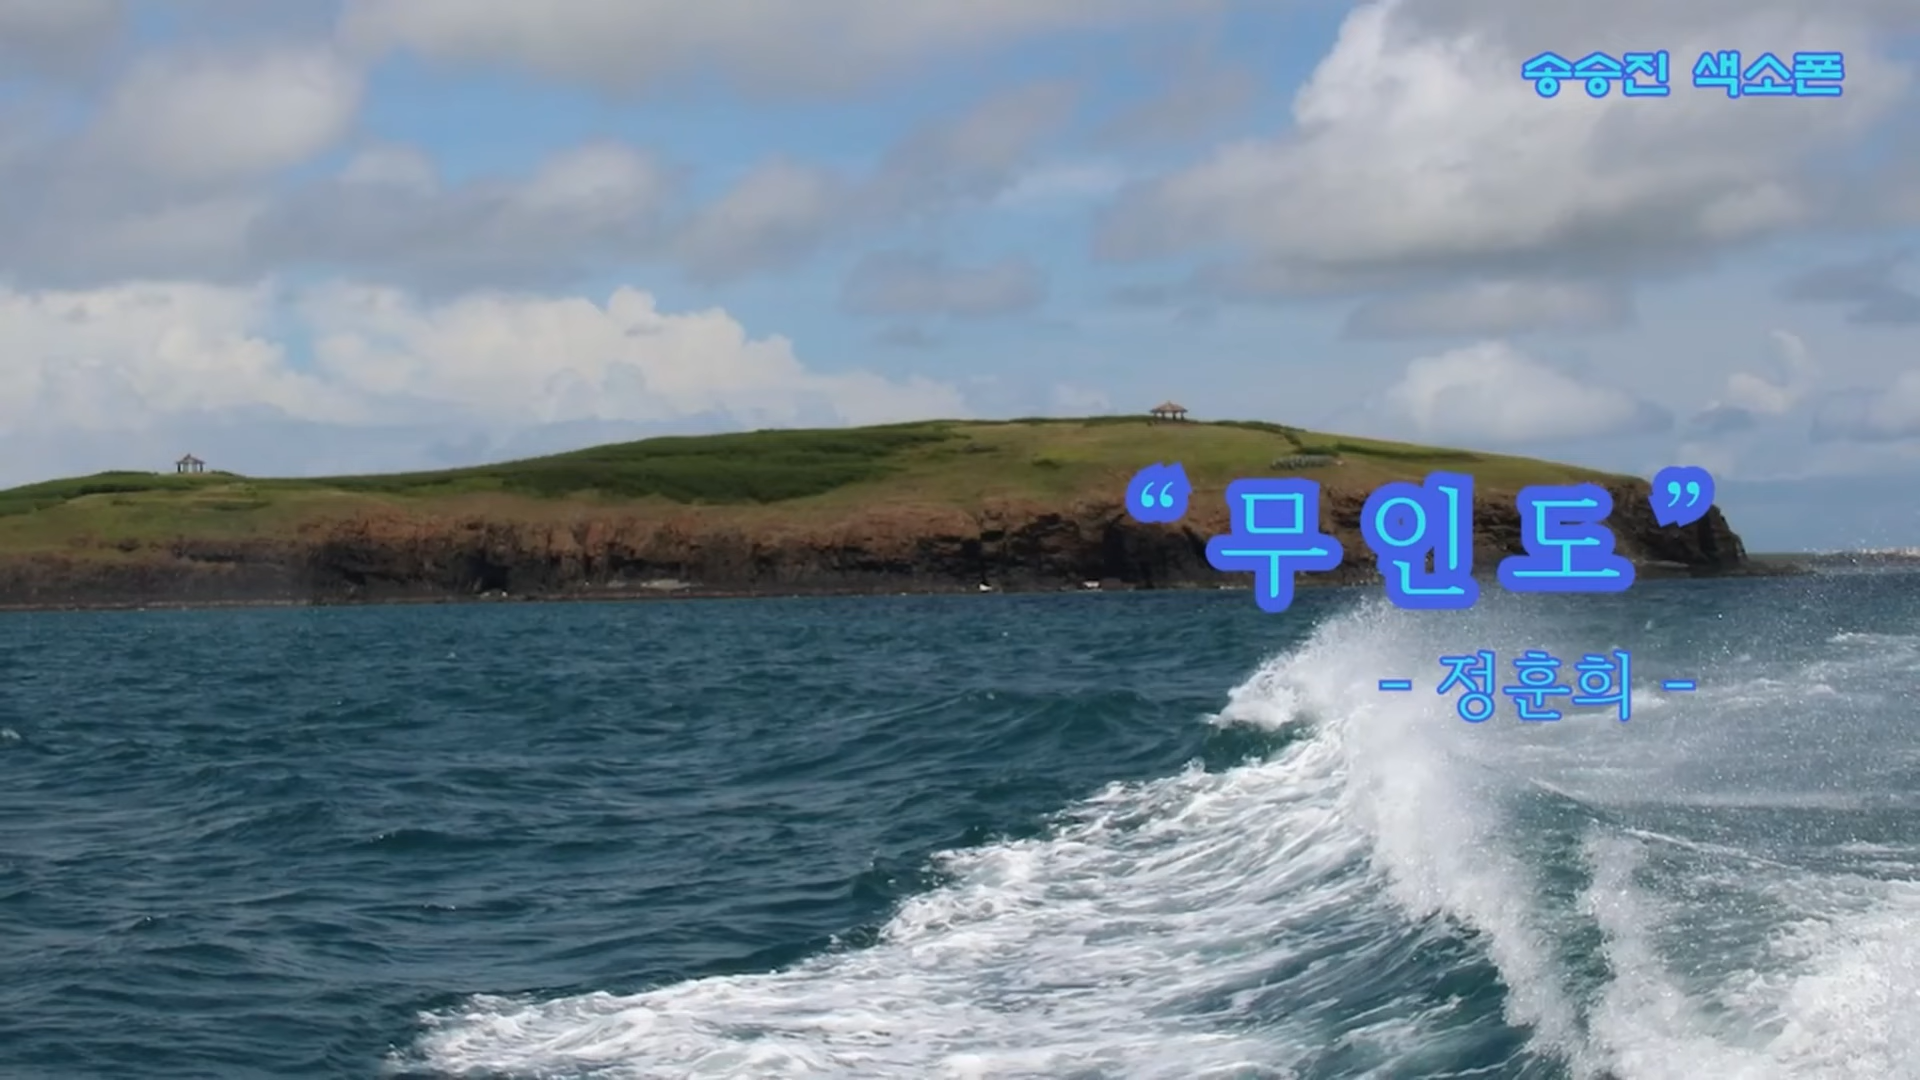 송승진 색소폰
“무인도”
- 정훈희 -